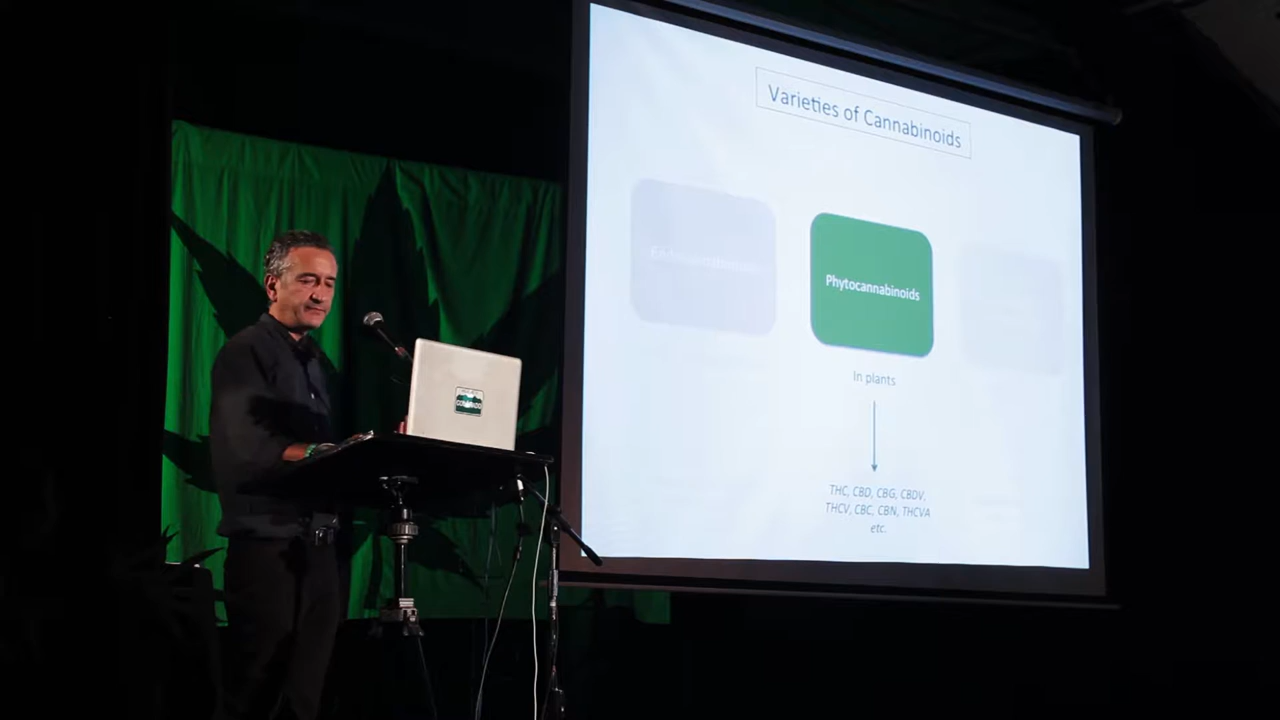 Varieties of Cannabinoids
Phytocannabinoids
In plants
THC, CBD, CBG, CBDV,
THCV, CBC, CBN, THCVA
etc.